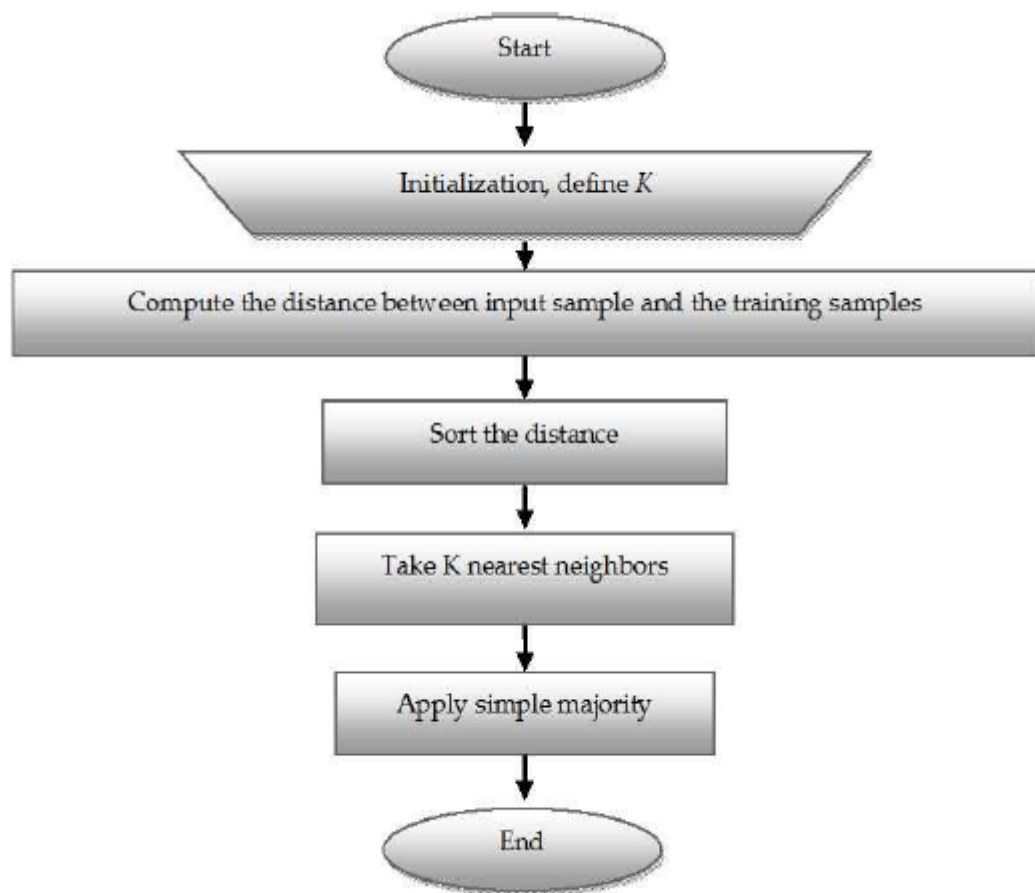 Start
Initialization, define K
Compute the distance between input sample and the training samples
Sort the distance
Take K nearest neighbors
Apply simple majority
End